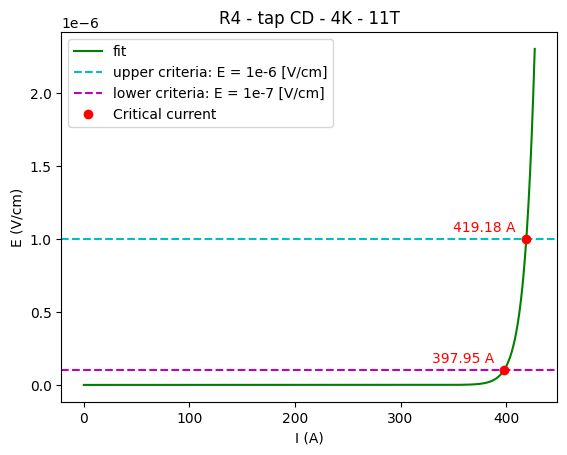 R4 - tap CD - 4K - 11T
1e−6
fit
upper criteria: E = 1e-6 [V/cm]
lower criteria: E = 1e-7 [V/cm]
Critical current
2.0
1.5
1.0
0.5
0.0
E (V/cm)
419.18 A
397.95 A
0
100
200
300
400
I (A)